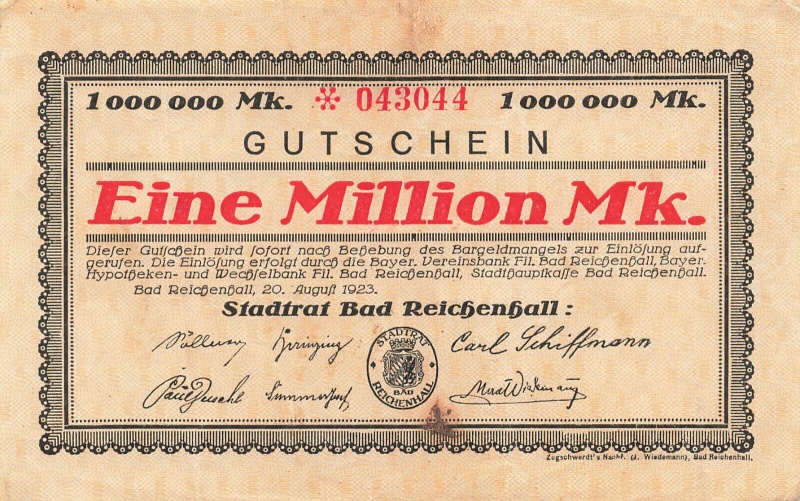 1 000 000 Mk. * 043044 1 000 000 Mk.
GUTSCHEIN
Eine Million Mk.
Dieſer Gutſchein wird ſofort nach Behebung des Bargeldmangels zur Einlöſung auf-
gerufen. Die Einlöſung erfolgt durch die Bayer. Vereinsbank Fil. Bad Reichenhall, Bayer.
Hypotheken- und Wechſelbank Fil. Bad Reichenhall, Stadthauptkaſſe Bad Reichenhall.
Bad Reichenhall, 20. Auguſt 1923.
Stadtrat Bad Reichenhall:
Carl Schiffmann
STADTRAT
BAD
REICHENHALL
Zugschwerdt's Nachf. (J. Wiedemann), Bad Reichenhall.